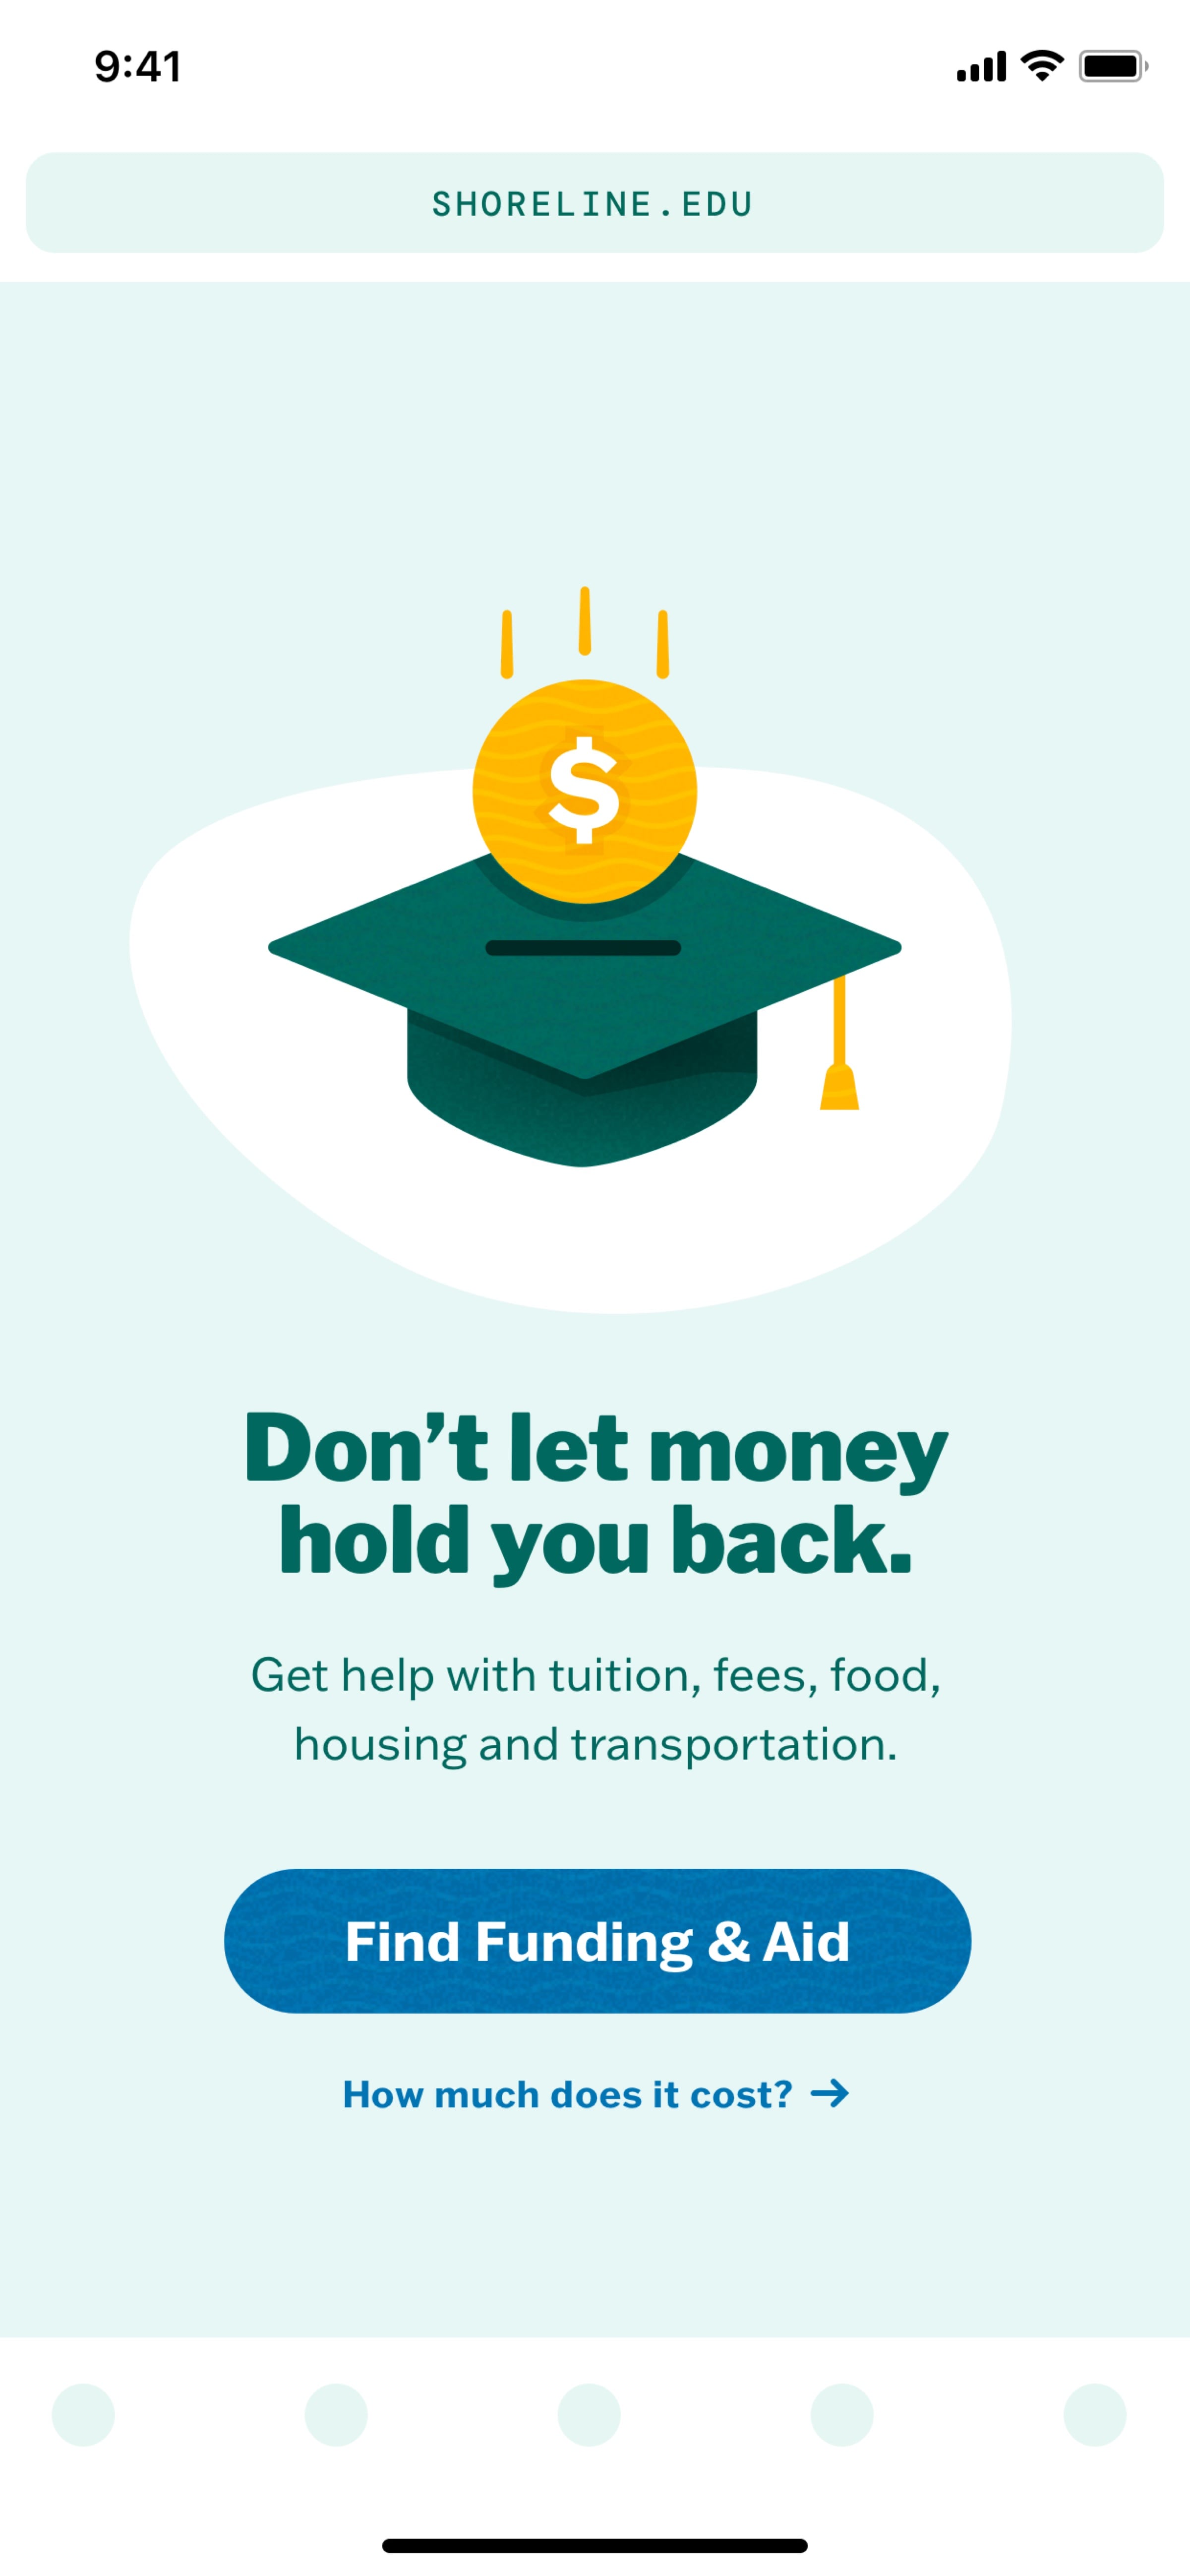 9:41
SHORELINE.EDU
$
Don’t let money
hold you back.
Get help with tuition, fees, food,
housing and transportation.
Find Funding & Aid
How much does it cost? →